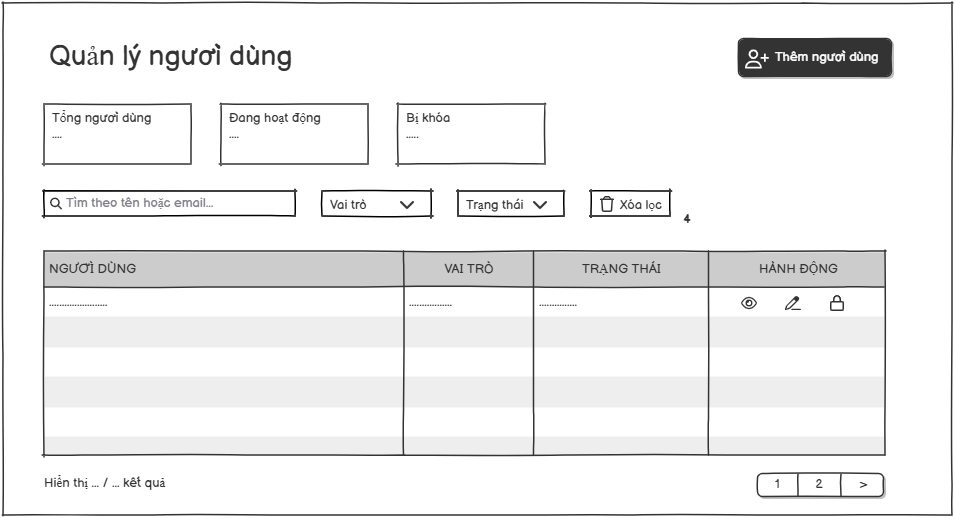 Quản lý người dùng
Thêm người dùng
Tổng người dùng
....
Đang hoạt động
....
Bị khóa
.....
Tìm theo tên hoặc email...
Vai trò
Trạng thái
Xóa lọc
4
NGƯỜI DÙNG
VAI TRÒ
TRẠNG THÁI
HÀNH ĐỘNG
.......................
.................
...............
Hiển thị ... / ... kết quả
1
2
>